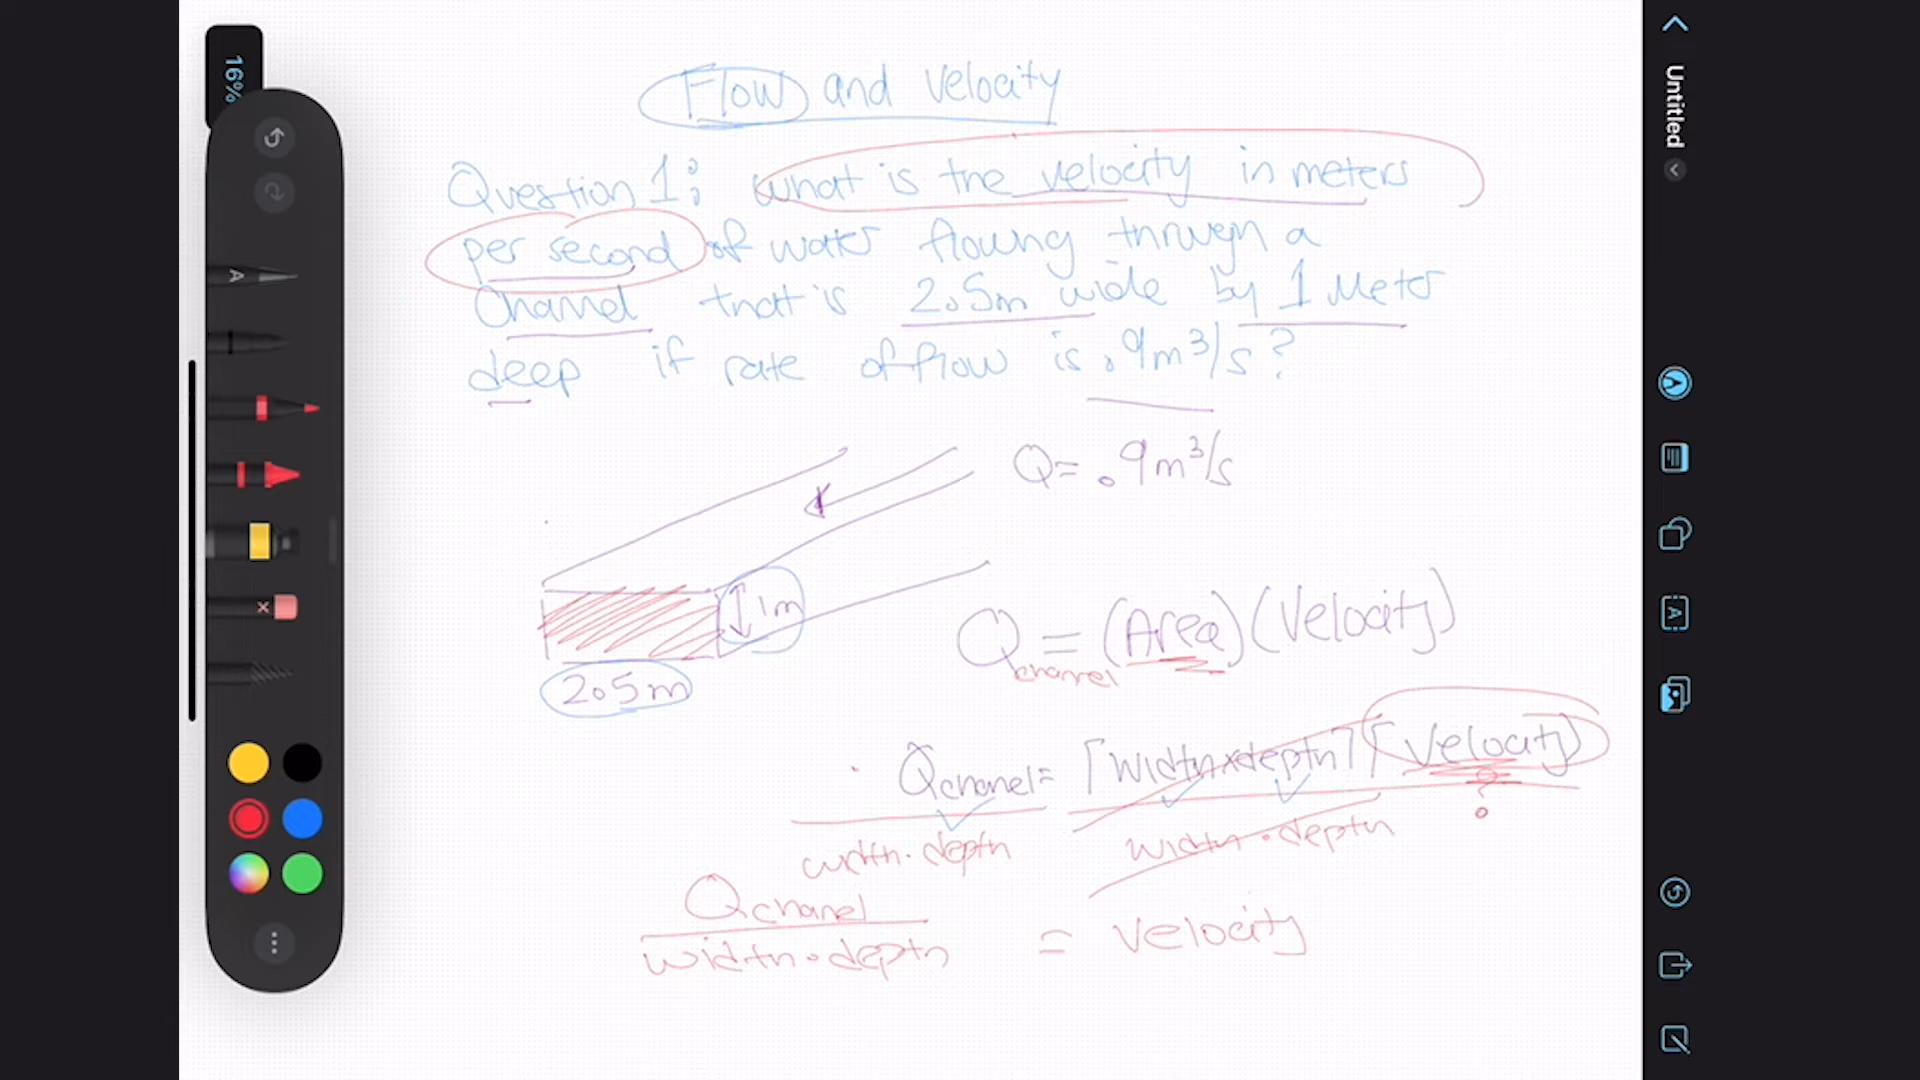 16%
Untitled
Flow and Velocity
Question 1: What is the velocity in meters
per second of water flowing through a
Channel that is 2.5m wide by 1 Meter
deep if rate of flow is .9m³/s?
Q= .9m³/s
1m
2.5m
Q channel = (Area)(Velocity)
Qchannel= [Width×depth][Velocity]
width·depth width·depth ?
Qchannel
width·depth = Velocity